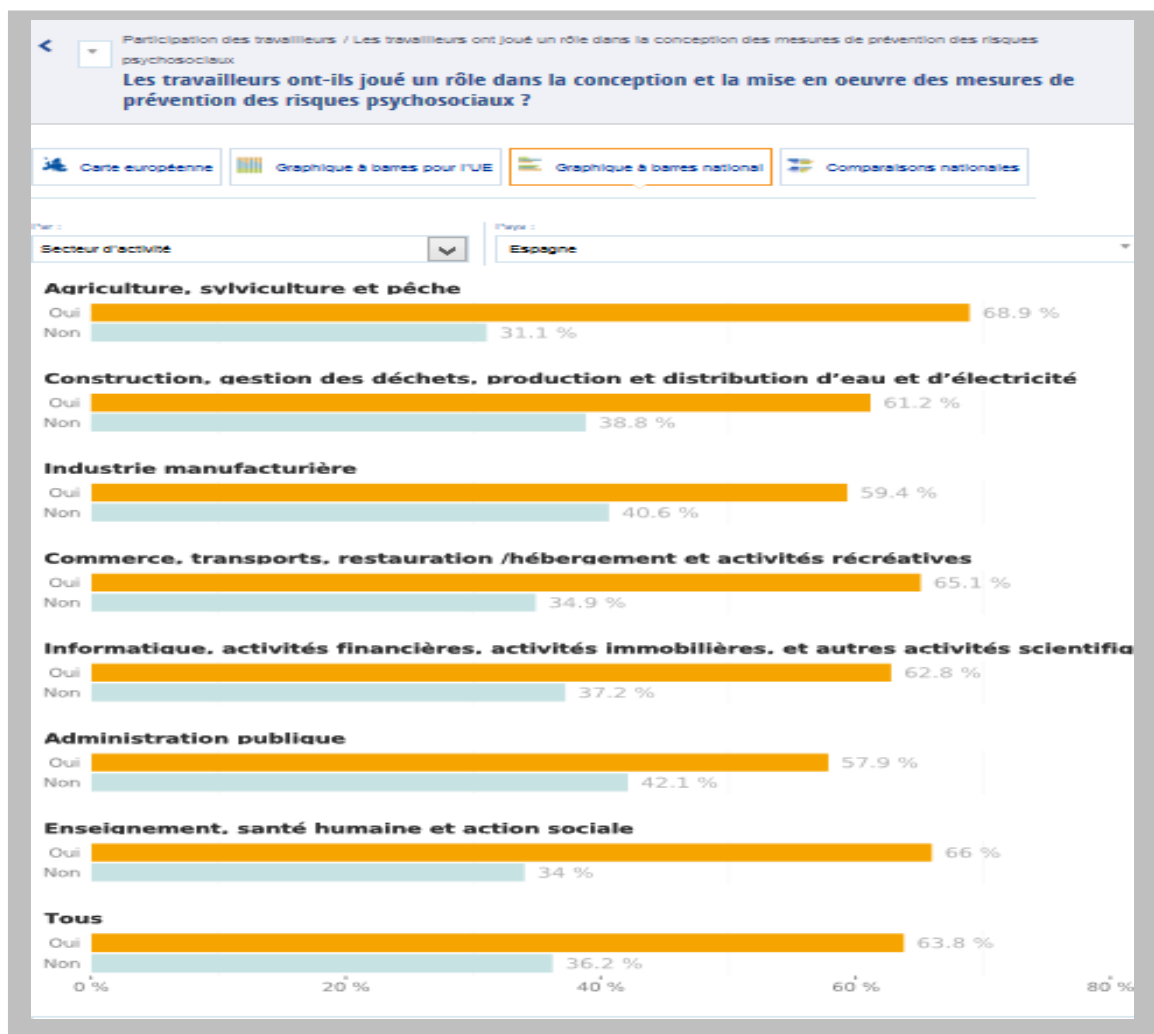 Participation des travailleurs / Les travailleurs ont joué un rôle dans la conception des mesures de prévention des risques
psychosociaux
Les travailleurs ont-ils joué un rôle dans la conception et la mise en oeuvre des mesures de
prévention des risques psychosociaux ?
Carte européenne
Graphique à barres pour l'UE
Graphique à barres national
Comparaisons nationales
Par :
Pays :
Secteur d'activité
Espagne
Agriculture, sylviculture et pêche
Oui 68.9 %
Non 31.1 %
Construction, gestion des déchets, production et distribution d'eau et d'électricité
Oui 61.2 %
Non 38.8 %
Industrie manufacturière
Oui 59.4 %
Non 40.6 %
Commerce, transports, restauration /hébergement et activités récréatives
Oui 65.1 %
Non 34.9 %
Informatique, activités financières, activités immobilières, et autres activités scientifiq
Oui 62.8 %
Non 37.2 %
Administration publique
Oui 57.9 %
Non 42.1 %
Enseignement, santé humaine et action sociale
Oui 66 %
Non 34 %
Tous
Oui 63.8 %
Non 36.2 %
0 % 20 % 40 % 60 % 80 %